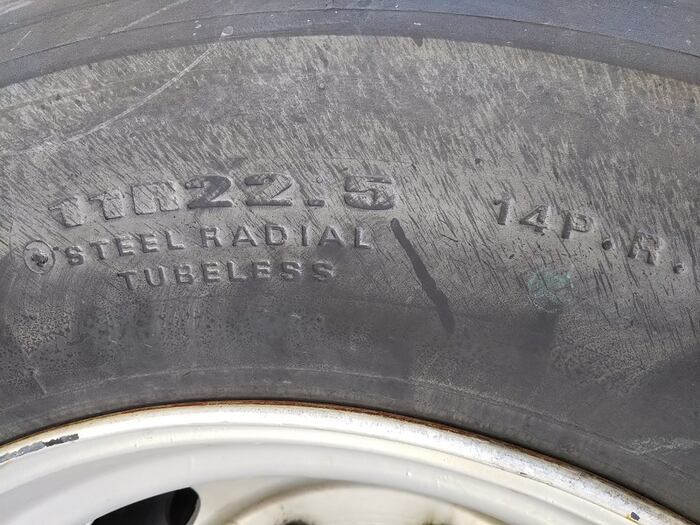 11R22.5 14P.R.
STEEL RADIAL
TUBELESS